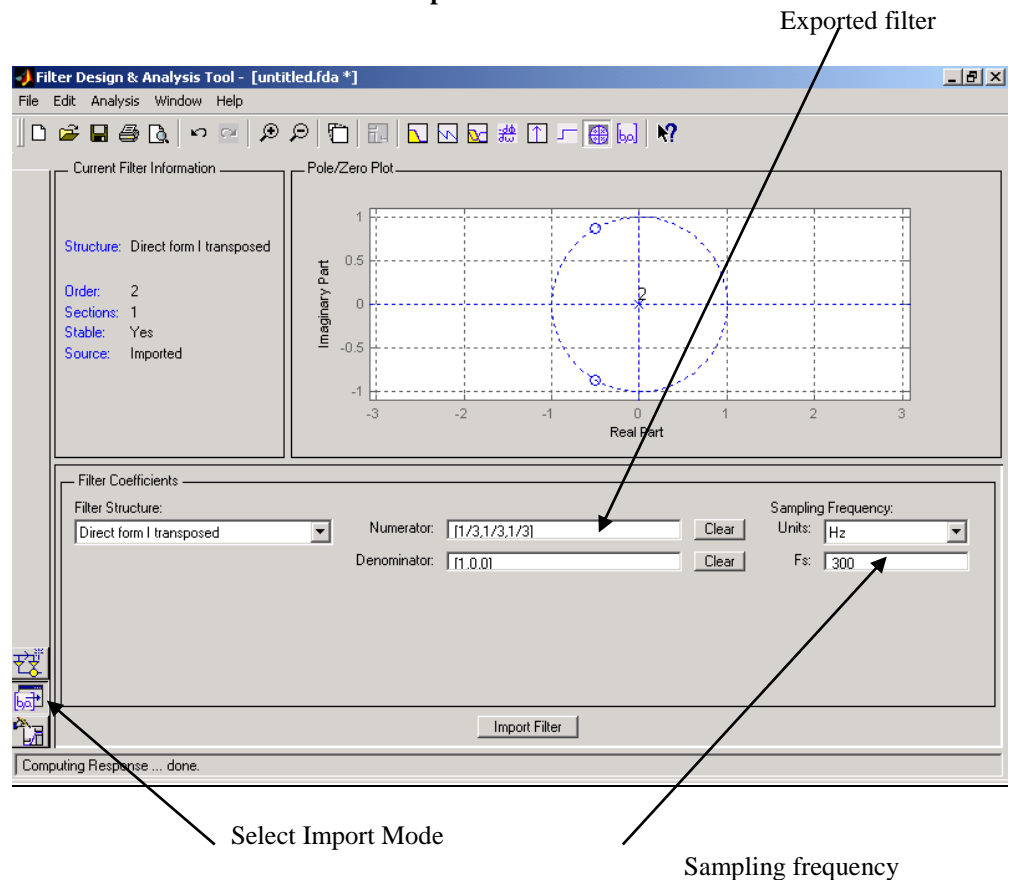 Exported filter
Filter Design & Analysis Tool - [untitled.fda *]
File Edit Analysis Window Help
Current Filter Information
Structure: Direct form I transposed
Order: 2
Sections: 1
Stable: Yes
Source: Imported
Pole/Zero Plot
1
0.5
0
-0.5
-1
Imaginary Part
2
-3 -2 -1 0 1 2 3
Real Part
Filter Coefficients
Filter Structure:
Direct form I transposed
Numerator: [1/3,1/3,1/3] Clear
Denominator: [1,0,0] Clear
Sampling Frequency:
Units: Hz
Fs: 300
Import Filter
Computing Response ... done.
Select Import Mode
Sampling frequency